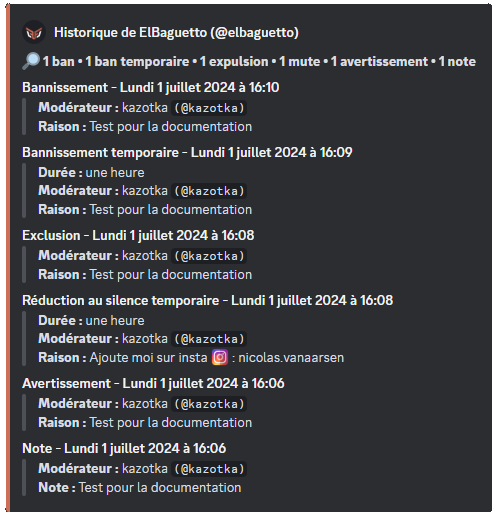 Historique de ElBaguetto (@elbaguetto)
🔎 1 ban • 1 ban temporaire • 1 expulsion • 1 mute • 1 avertissement • 1 note
Bannissement - Lundi 1 juillet 2024 à 16:10
Modérateur : kazotka (@kazotka)
Raison : Test pour la documentation
Bannissement temporaire - Lundi 1 juillet 2024 à 16:09
Durée : une heure
Modérateur : kazotka (@kazotka)
Raison : Test pour la documentation
Exclusion - Lundi 1 juillet 2024 à 16:08
Modérateur : kazotka (@kazotka)
Raison : Test pour la documentation
Réduction au silence temporaire - Lundi 1 juillet 2024 à 16:08
Durée : une heure
Modérateur : kazotka (@kazotka)
Raison : Ajoute moi sur insta : nicolas.vanaarsen
Avertissement - Lundi 1 juillet 2024 à 16:06
Modérateur : kazotka (@kazotka)
Raison : Test pour la documentation
Note - Lundi 1 juillet 2024 à 16:06
Modérateur : kazotka (@kazotka)
Note : Test pour la documentation